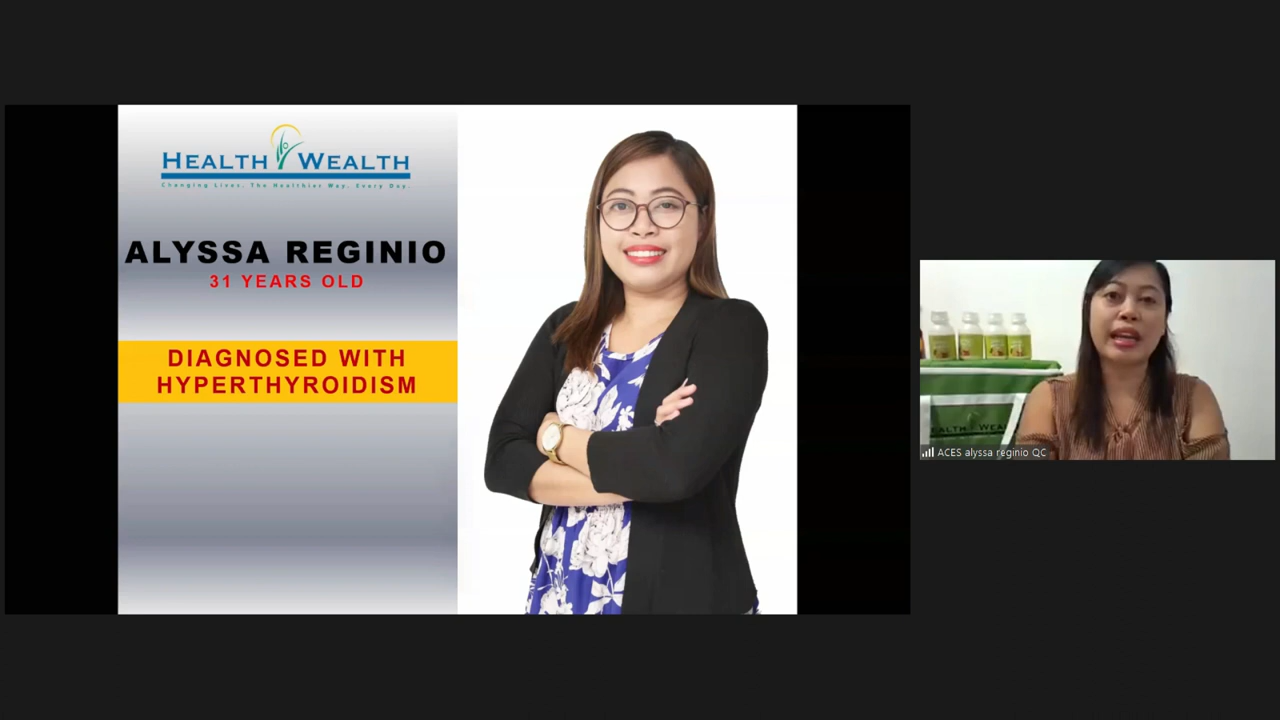 HEALTH WEALTH
Changing Lives. The Healthier Way. Every Day.
ALYSSA REGINIO
31 YEARS OLD
DIAGNOSED WITH
HYPERTHYROIDISM
ACES alyssa reginio QC